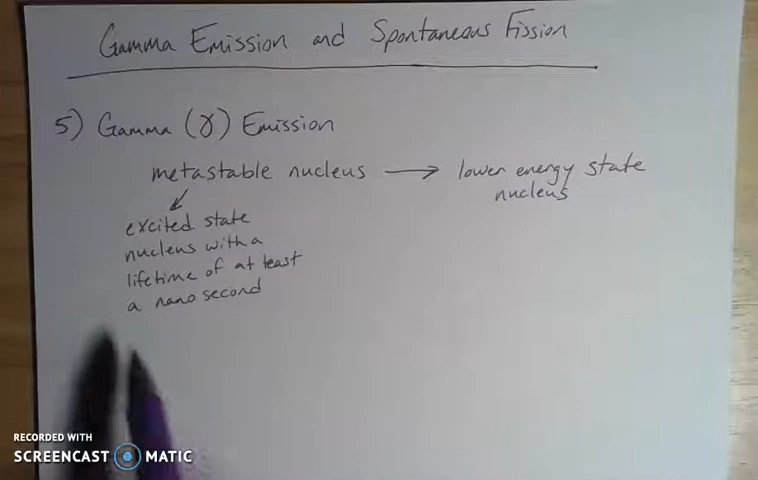 Gamma Emission and Spontaneous Fission
5) Gamma (γ) Emission
metastable nucleus → lower energy state
nucleus
excited state
nucleus with a
lifetime of at least
a nano second
RECORDED WITH
SCREENCAST MATIC